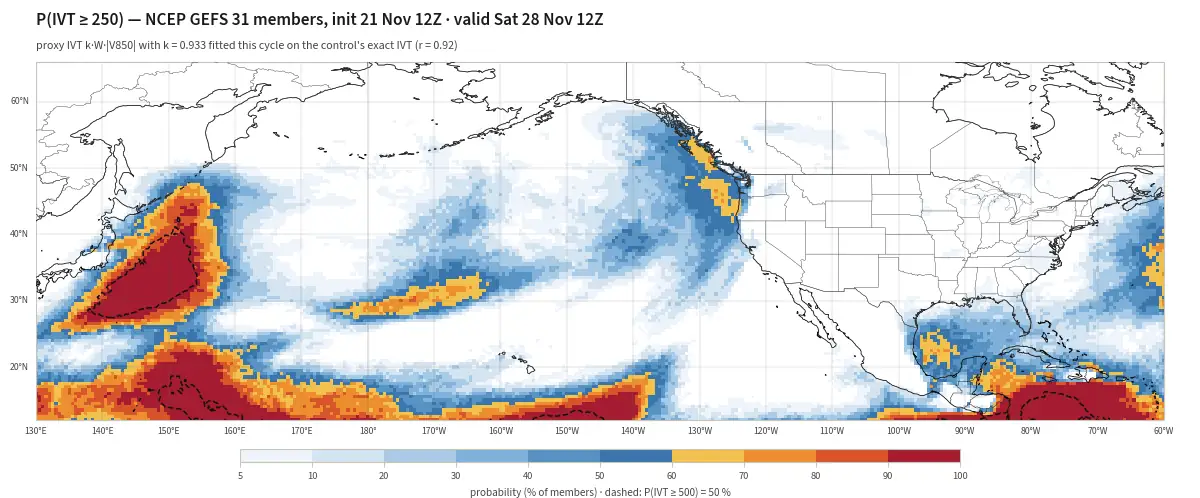 P(IVT ≥ 250) — NCEP GEFS 31 members, init 21 Nov 12Z · valid Sat 28 Nov 12Z
proxy IVT k·W·|V850| with k = 0.933 fitted this cycle on the control's exact IVT (r = 0.92)
60°N
50°N
40°N
30°N
20°N
130°E 140°E 150°E 160°E 170°E 180° 170°W 160°W 150°W 140°W 130°W 120°W 110°W 100°W 90°W 80°W 70°W 60°W
5 10 20 30 40 50 60 70 80 90 100
probability (% of members) · dashed: P(IVT ≥ 500) = 50 %